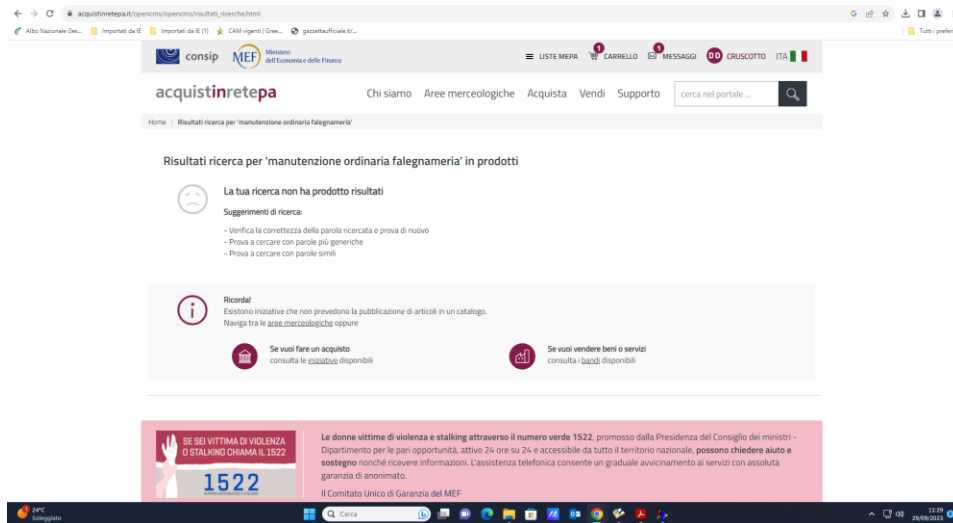 acquistinretepa.it/opencms/opencms/risultati_ricerche.html
Albo Nazionale Ges...
Importati da IE
Importati da IE (1)
CAM vigenti | Gree...
gazzettaufficiale.it/...
Tutti i prefer
consip
MEF
Ministero
dell'Economia e delle Finanze
LISTE MEPA
1
CARRELLO
1
MESSAGGI
DD
CRUSCOTTO
ITA
acquistinretepa
Chi siamo
Aree merceologiche
Acquista
Vendi
Supporto
cerca nel portale ...
Home / Risultati ricerca per 'manutenzione ordinaria falegnameria'
Risultati ricerca per 'manutenzione ordinaria falegnameria' in prodotti
La tua ricerca non ha prodotto risultati
Suggerimenti di ricerca:
- Verifica la correttezza della parola ricercata e prova di nuovo
- Prova a cercare con parole più generiche
- Prova a cercare con parole simili
Ricorda!
Esistono iniziative che non prevedono la pubblicazione di articoli in un catalogo.
Naviga tra le aree merceologiche oppure
Se vuoi fare un acquisto
consulta le iniziative disponibili
Se vuoi vendere beni o servizi
consulta i bandi disponibili
SE SEI VITTIMA DI VIOLENZA
O STALKING CHIAMA IL 1522
1522
Le donne vittime di violenza e stalking attraverso il numero verde 1522, promosso dalla Presidenza del Consiglio dei ministri -
Dipartimento per le pari opportunità, attivo 24 ore su 24 e accessibile da tutto il territorio nazionale, possono chiedere aiuto e
sostegno nonché ricevere informazioni. L'assistenza telefonica consente un graduale avvicinamento ai servizi con assoluta
garanzia di anonimato.
Il Comitato Unico di Garanzia del MEF
24°C
Soleggiato
Cerca
11:29
29/09/2023